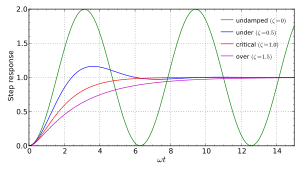 2.0
1.5
1.0
0.5
0.0
0
2
4
6
8
10
12
14
Step response
ωt
undamped (ζ=0)
under (ζ=0.5)
critical (ζ=1.0)
over (ζ=1.5)